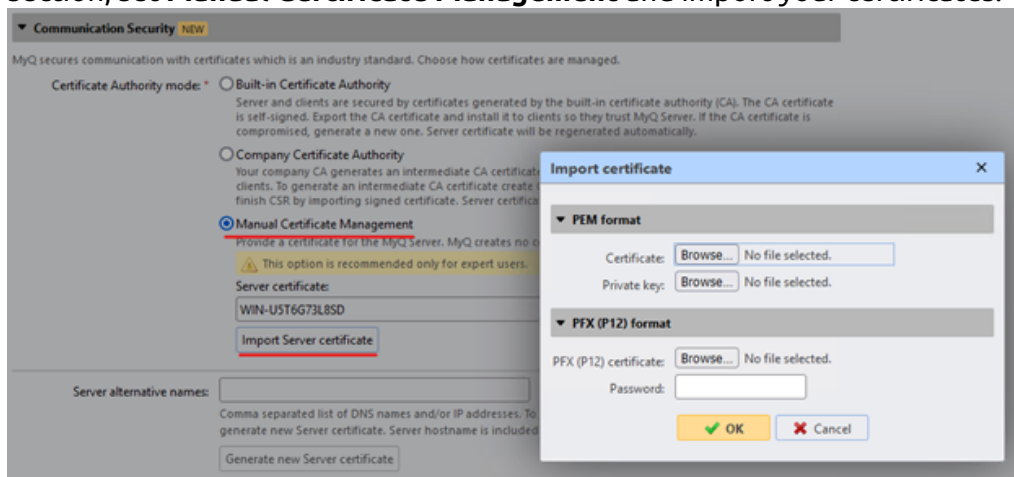 section, set Manual Certificate Management and import your certificates.
Communication Security NEW
MyQ secures communication with certificates which is an industry standard. Choose how certificates are managed.
Certificate Authority mode: * Built-in Certificate Authority
Server and clients are secured by certificates generated by the built-in certificate authority (CA). The CA certificate
is self-signed. Export the CA certificate and install it to clients so they trust MyQ Server. If the CA certificate is
compromised, generate a new one. Server certificate will be regenerated automatically.
Company Certificate Authority
Your company CA generates an intermediate CA
clients. To generate an intermediate CA certificate create
finish CSR by importing signed certificate. Server
Manual Certificate Management
Provide a certificate for the MyQ Server. MyQ creates no
This option is recommended only for expert users.
Server certificate:
WIN-U5T6G73L8SD
Import Server certificate
Server alternative names:
Comma separated list of DNS names and/or IP addresses. To
generate new Server certificate. Server hostname is included
Generate new Server certificate
Import certificate X
PEM format
Certificate: Browse... No file selected.
Private key: Browse... No file selected.
PFX (P12) format
PFX (P12) certificate: Browse... No file selected.
Password:
OK Cancel